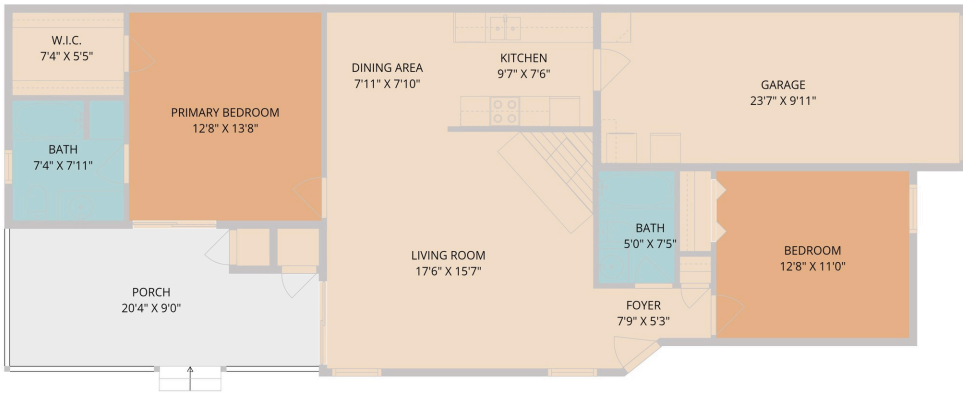 W.I.C.
7'4" X 5'5"
PRIMARY BEDROOM
12'8" X 13'8"
BATH
7'4" X 7'11"
DINING AREA
7'11" X 7'10"
KITCHEN
9'7" X 7'6"
GARAGE
23'7" X 9'11"
PORCH
20'4" X 9'0"
LIVING ROOM
17'6" X 15'7"
BATH
5'0" X 7'5"
FOYER
7'9" X 5'3"
BEDROOM
12'8" X 11'0"